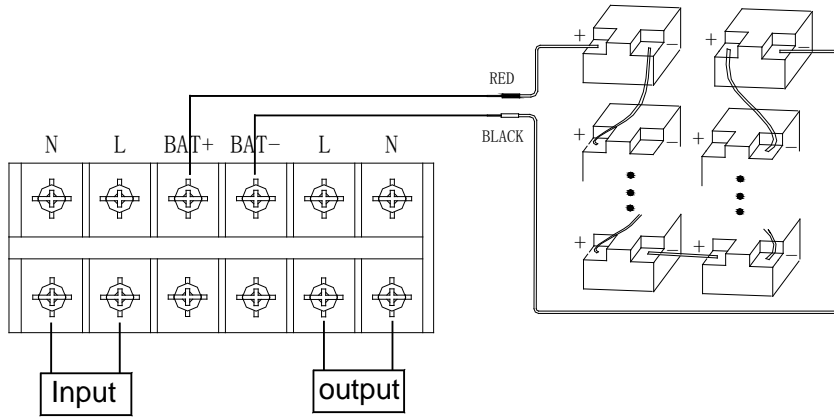 + − + −
RED
BLACK
N L BAT+ BAT− L N
+ − + −
+ − + −
Input output